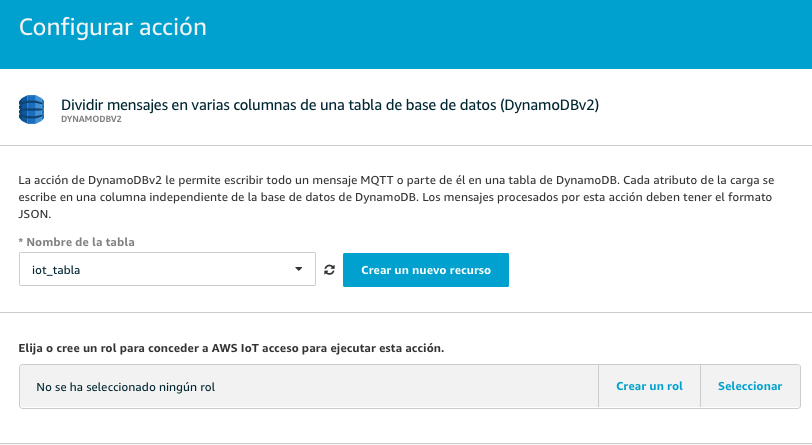 Configurar acción
Dividir mensajes en varias columnas de una tabla de base de datos (DynamoDBv2)
DYNAMODBV2
La acción de DynamoDBv2 le permite escribir todo un mensaje MQTT o parte de él en una tabla de DynamoDB. Cada atributo de la carga se
escribe en una columna independiente de la base de datos de DynamoDB. Los mensajes procesados por esta acción deben tener el formato
JSON.
* Nombre de la tabla
iot_tabla
Crear un nuevo recurso
Elija o cree un rol para conceder a AWS IoT acceso para ejecutar esta acción.
No se ha seleccionado ningún rol
Crear un rol
Seleccionar